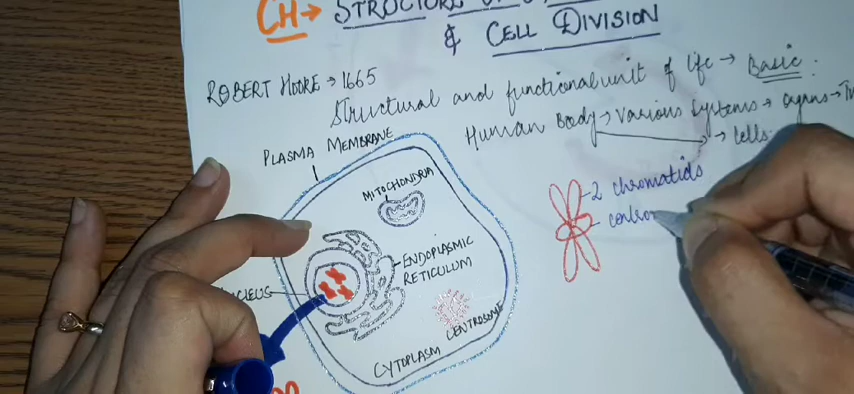 CH → STRUCTURE
& CELL DIVISION
ROBERT HOOKE → 1665
Structural and functional unit of life → Basic.
Human Body → Various Systems → organs →
→ cells.
PLASMA MEMBRANE
MITOCHONDRIA
2 chromatids
ENDOPLASMIC
RETICULUM
CENTROSOME
CYTOPLASM